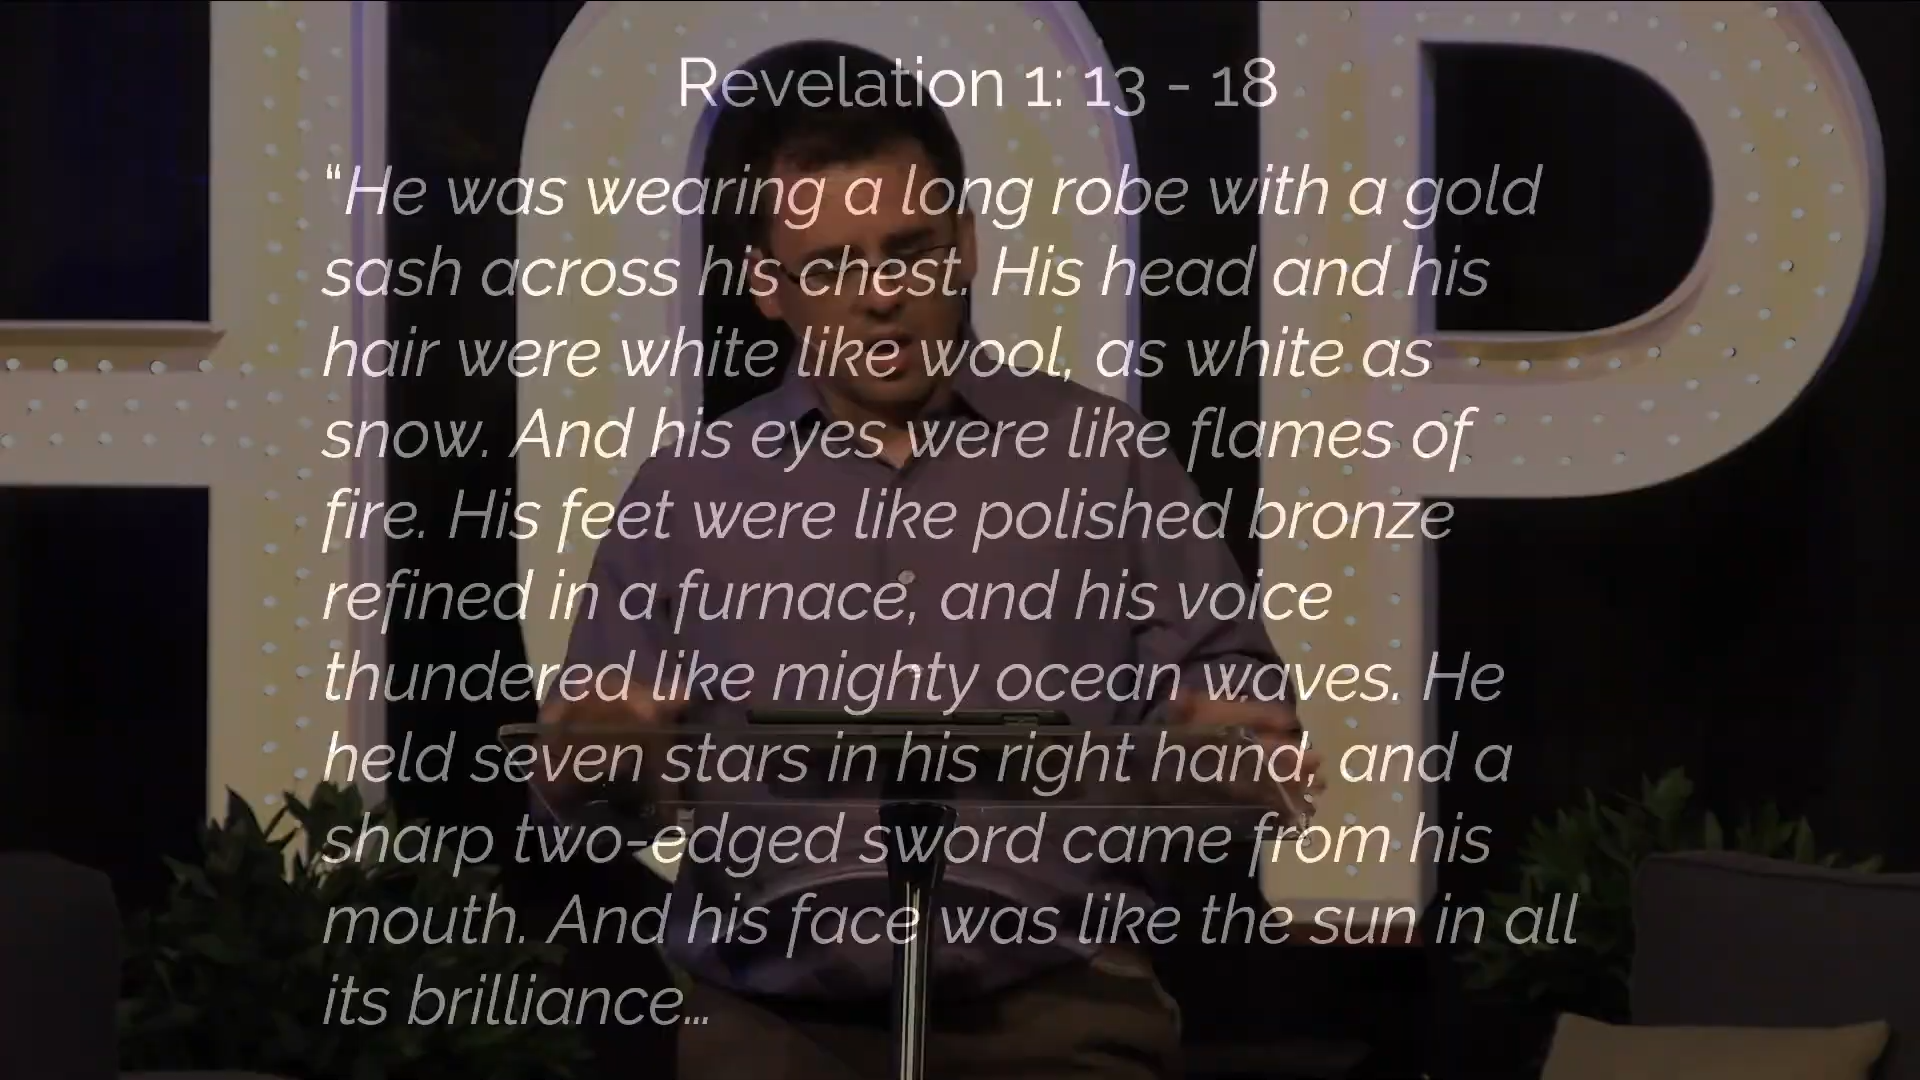 Revelation 1: 13 - 18
“He was wearing a long robe with a gold
sash across his chest. His head and his
hair were white like wool, as white as
snow. And his eyes were like flames of
fire. His feet were like polished bronze
refined in a furnace, and his voice
thundered like mighty ocean waves. He
held seven stars in his right hand, and a
sharp two-edged sword came from his
mouth. And his face was like the sun in all
its brilliance…
HOP